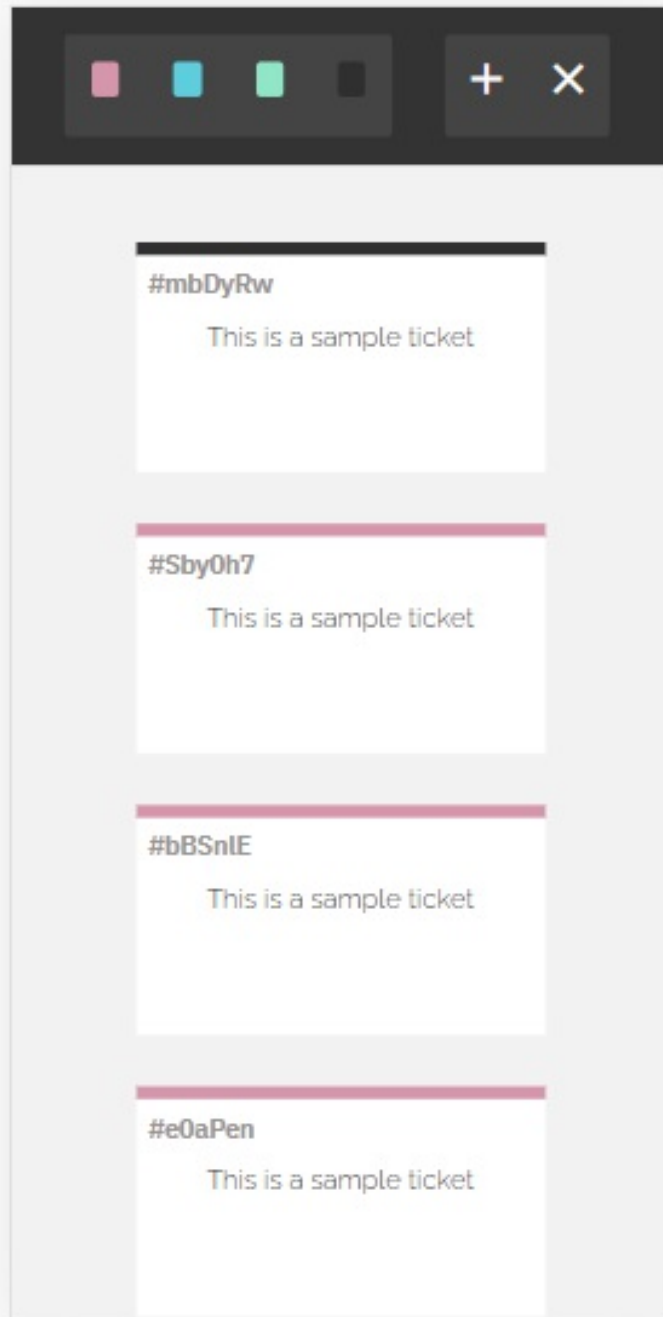 #mbDyRw
This is a sample ticket
#Sby0h7
This is a sample ticket
#bBSnlE
This is a sample ticket
#e0aPen
This is a sample ticket